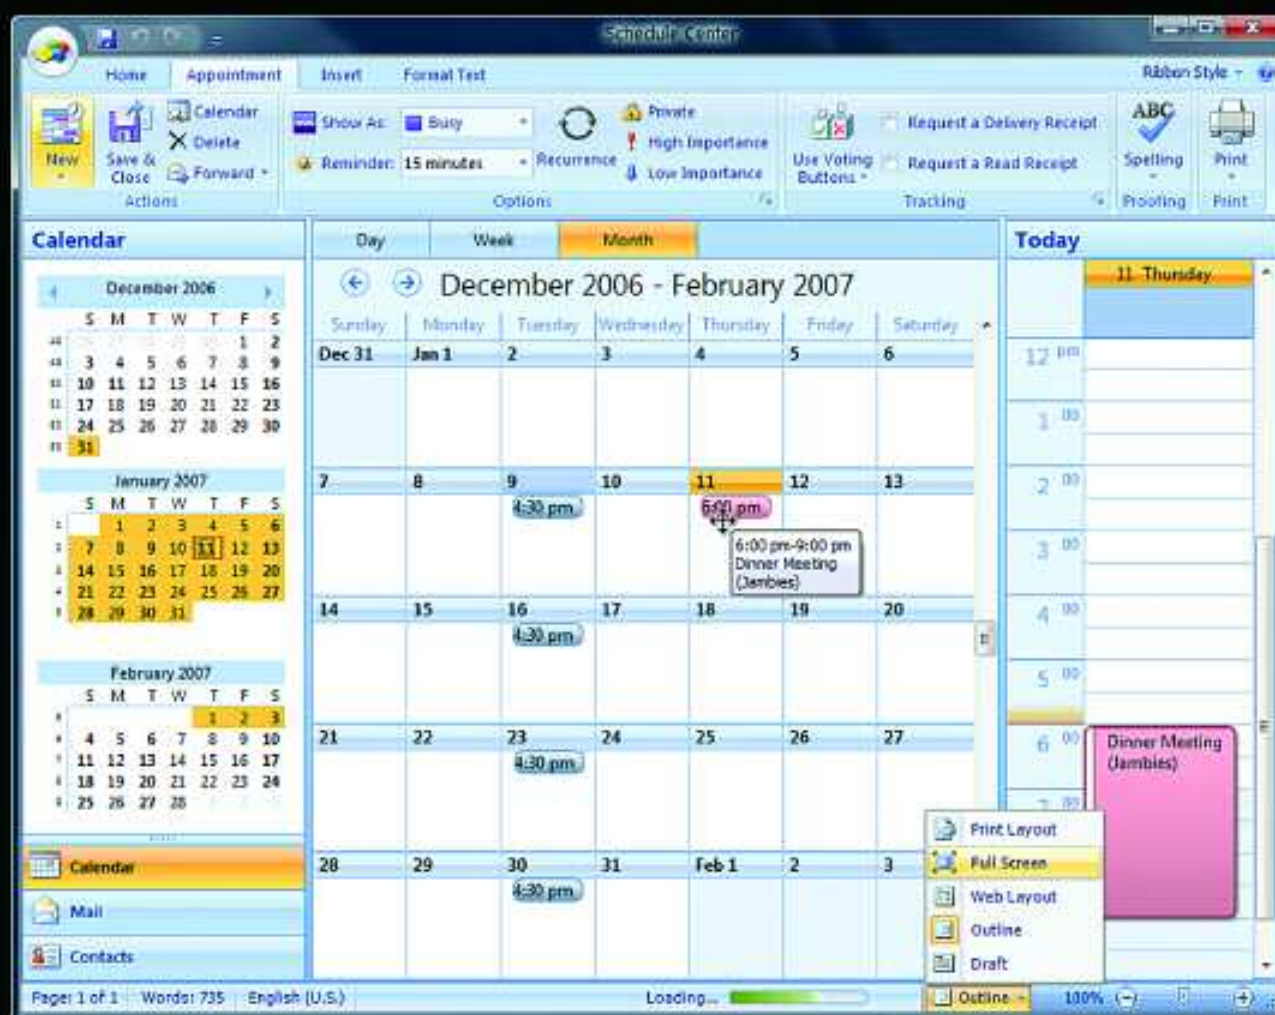 Schedule Center
Home Appointment Insert Format Text Ribbon Style
New
Save & Close
Calendar
Delete
Forward
Actions
Show As: Busy
Reminder: 15 minutes
Recurrence
Private
High Importance
Low Importance
Options
Use Voting Buttons
Request a Delivery Receipt
Request a Read Receipt
Tracking
ABC
Spelling
Proofing
Print
Print
Calendar
December 2006
S M T W T F S
1 2
3 4 5 6 7 8 9
10 11 12 13 14 15 16
17 18 19 20 21 22 23
24 25 26 27 28 29 30
31
January 2007
S M T W T F S
1 2 3 4 5 6
7 8 9 10 11 12 13
14 15 16 17 18 19 20
21 22 23 24 25 26 27
28 29 30 31
February 2007
S M T W T F S
1 2 3
4 5 6 7 8 9 10
11 12 13 14 15 16 17
18 19 20 21 22 23 24
25 26 27 28
Calendar
Mail
Contacts
Day Week Month
December 2006 - February 2007
Sunday Monday Tuesday Wednesday Thursday Friday Saturday
Dec 31 Jan 1 2 3 4 5 6
7 8 9 10 11 12 13
4:30 pm 6:00 pm
6:00 pm-9:00 pm
Dinner Meeting
(Jambies)
14 15 16 17 18 19 20
4:30 pm
21 22 23 24 25 26 27
4:30 pm
28 29 30 31 Feb 1 2 3
4:30 pm
Today
11 Thursday
12 pm
1 00
2 00
3 00
4 00
5 00
6 00
Dinner Meeting
(Jambies)
Print Layout
Full Screen
Web Layout
Outline
Draft
Page: 1 of 1 Words: 735 English (U.S.) Loading... Outline 100%